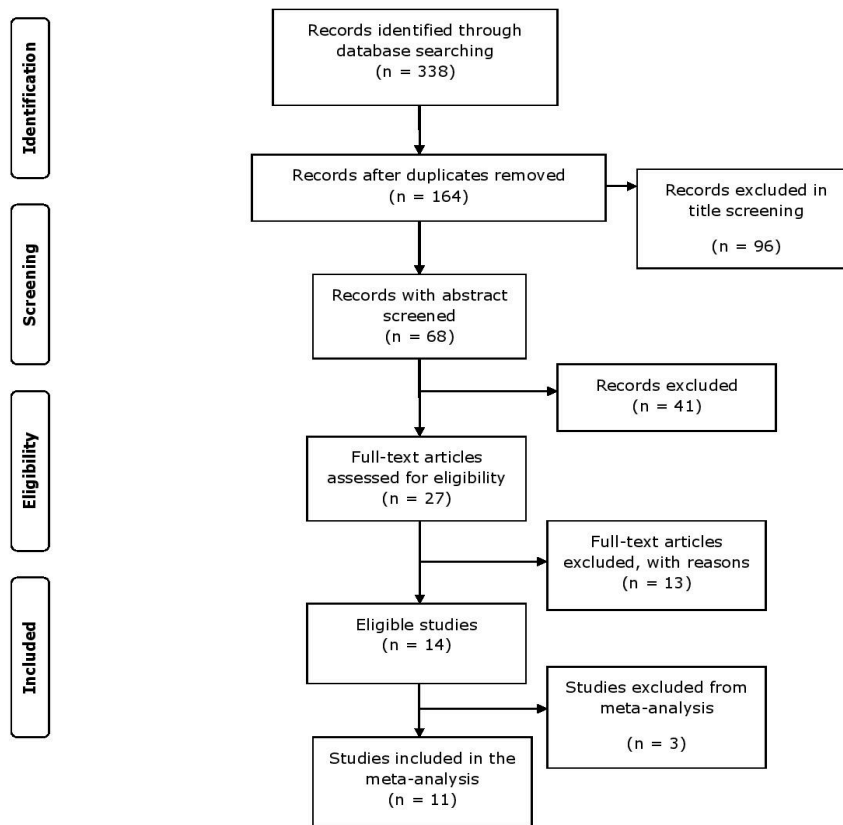 Identification
Screening
Eligibility
Included
Records identified through
database searching
(n = 338)
Records after duplicates removed
(n = 164)
Records excluded in
title screening
(n = 96)
Records with abstract
screened
(n = 68)
Records excluded
(n = 41)
Full-text articles
assessed for eligibility
(n = 27)
Full-text articles
excluded, with reasons
(n = 13)
Eligible studies
(n = 14)
Studies excluded from
meta-analysis
(n = 3)
Studies included in the
meta-analysis
(n = 11)